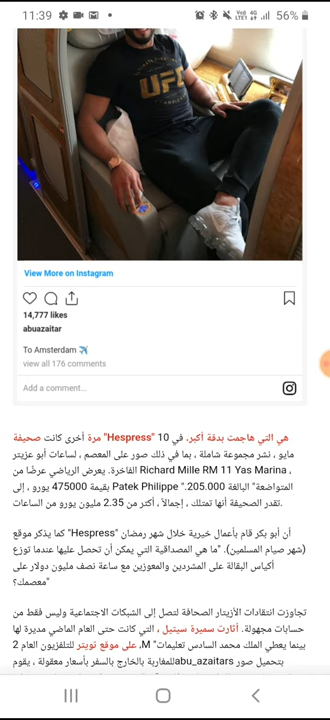 11:39
VoLTE1 4G 56%
UFC
View More on Instagram
14,777 likes
abuazaitar
To Amsterdam ✈️
view all 176 comments
Add a comment...
هي التي هاجمت بدقة أكبر. في 10 "Hespress" مرة أخرى كانت صحيفة
مايو ، نشر مجموعة شاملة ، بما في ذلك صور على المعصم ، لساعات أبو عزيتر
الفاخرة. يعرض الرياضي عرضًا من Richard Mille RM 11 Yas Marina ،
المتواضعة" البالغة 205.000." Patek Philippe بقيمة 475000 يورو ، إلى
تقدر الصحيفة أنها تمتلك ، إجمالاً ، أكثر من 2.35 مليون يورو من الساعات.
أن أبو بكر قام بأعمال خيرية خلال شهر رمضان "Hespress" كما يذكر موقع
(شهر صيام المسلمين). "ما هي المصداقية التي يمكن أن تحصل عليها عندما توزع
أكياس البقالة على المشردين والمعوزين مع ساعة نصف مليون دولار على
معصمك؟"
تجاوزت انتقادات الأزيتار الصحافة لتصل إلى الشبكات الاجتماعية وليس فقط من
حسابات مجهولة. أثارت سميرة سيتيل ، التي كانت حتى العام الماضي مديرة لها
بينما يعطي الملك محمد السادس تعليمات" M، على موقع تويتر للتلفزيون العام 2
بتحميل صور abu_azaitars للمغاربة بالخارج بالسفر بأسعار معقولة ، يقوم